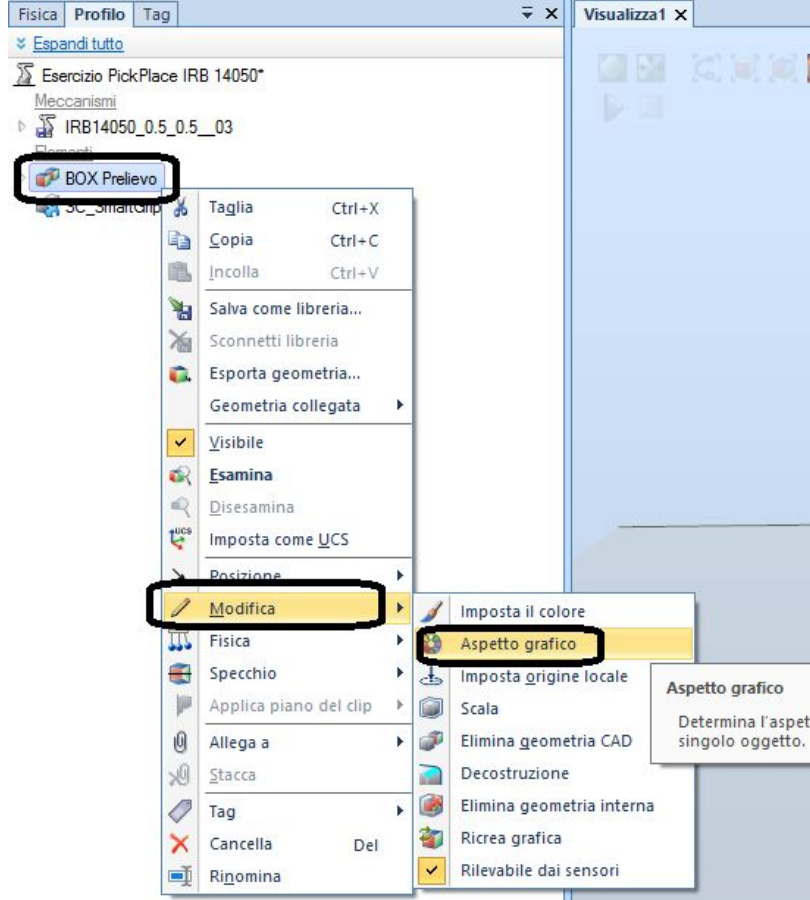 Fisica Profilo Tag
Visualizza1
Espandi tutto
Esercizio PickPlace IRB 14050*
Meccanismi
IRB14050_0.5_0.5__03
Elementi
BOX Prelievo
SC_SmartGrip
Taglia Ctrl+X
Copia Ctrl+C
Incolla Ctrl+V
Salva come libreria...
Sconnetti libreria
Esporta geometria...
Geometria collegata
Visibile
Esamina
Disesamina
UCS
Imposta come UCS
Posizione
Modifica
Imposta il colore
Fisica
Aspetto grafico
Specchio
Imposta origine locale
Aspetto grafico
Applica piano del clip
Scala
Determina l'aspet
Allega a
Elimina geometria CAD
singolo oggetto.
Stacca
Decostruzione
Tag
Elimina geometria interna
Cancella Del
Ricrea grafica
Rinomina
Rilevabile dai sensori